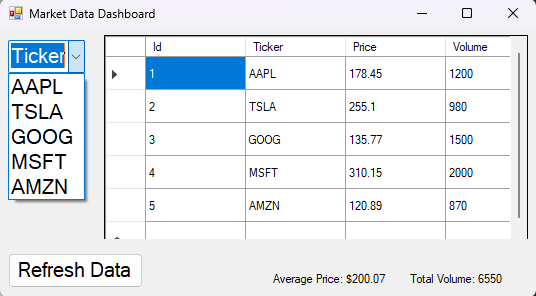 Market Data Dashboard
Ticker
AAPL
TSLA
GOOG
MSFT
AMZN
Id Ticker Price Volume
1 AAPL 178.45 1200
2 TSLA 255.1 980
3 GOOG 135.77 1500
4 MSFT 310.15 2000
5 AMZN 120.89 870
Refresh Data
Average Price: $200.07 Total Volume: 6550